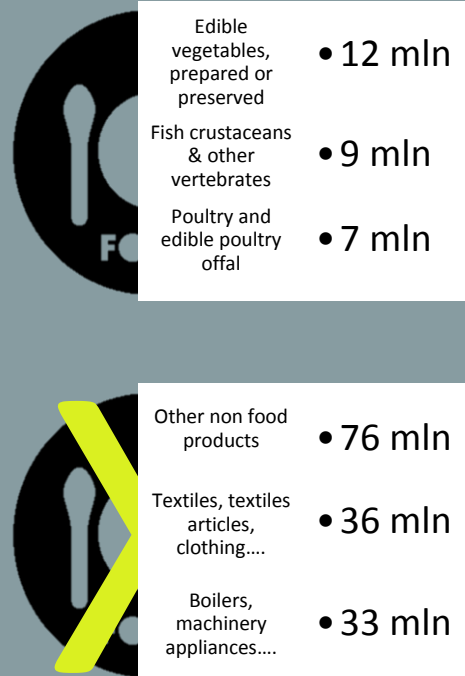 Edible
vegetables,
prepared or
preserved
• 12 mln
Fish crustaceans
& other
vertebrates
• 9 mln
Poultry and
edible poultry
offal
• 7 mln
Other non food
products
• 76 mln
Textiles, textiles
articles,
clothing....
• 36 mln
Boilers,
machinery
appliances....
• 33 mln